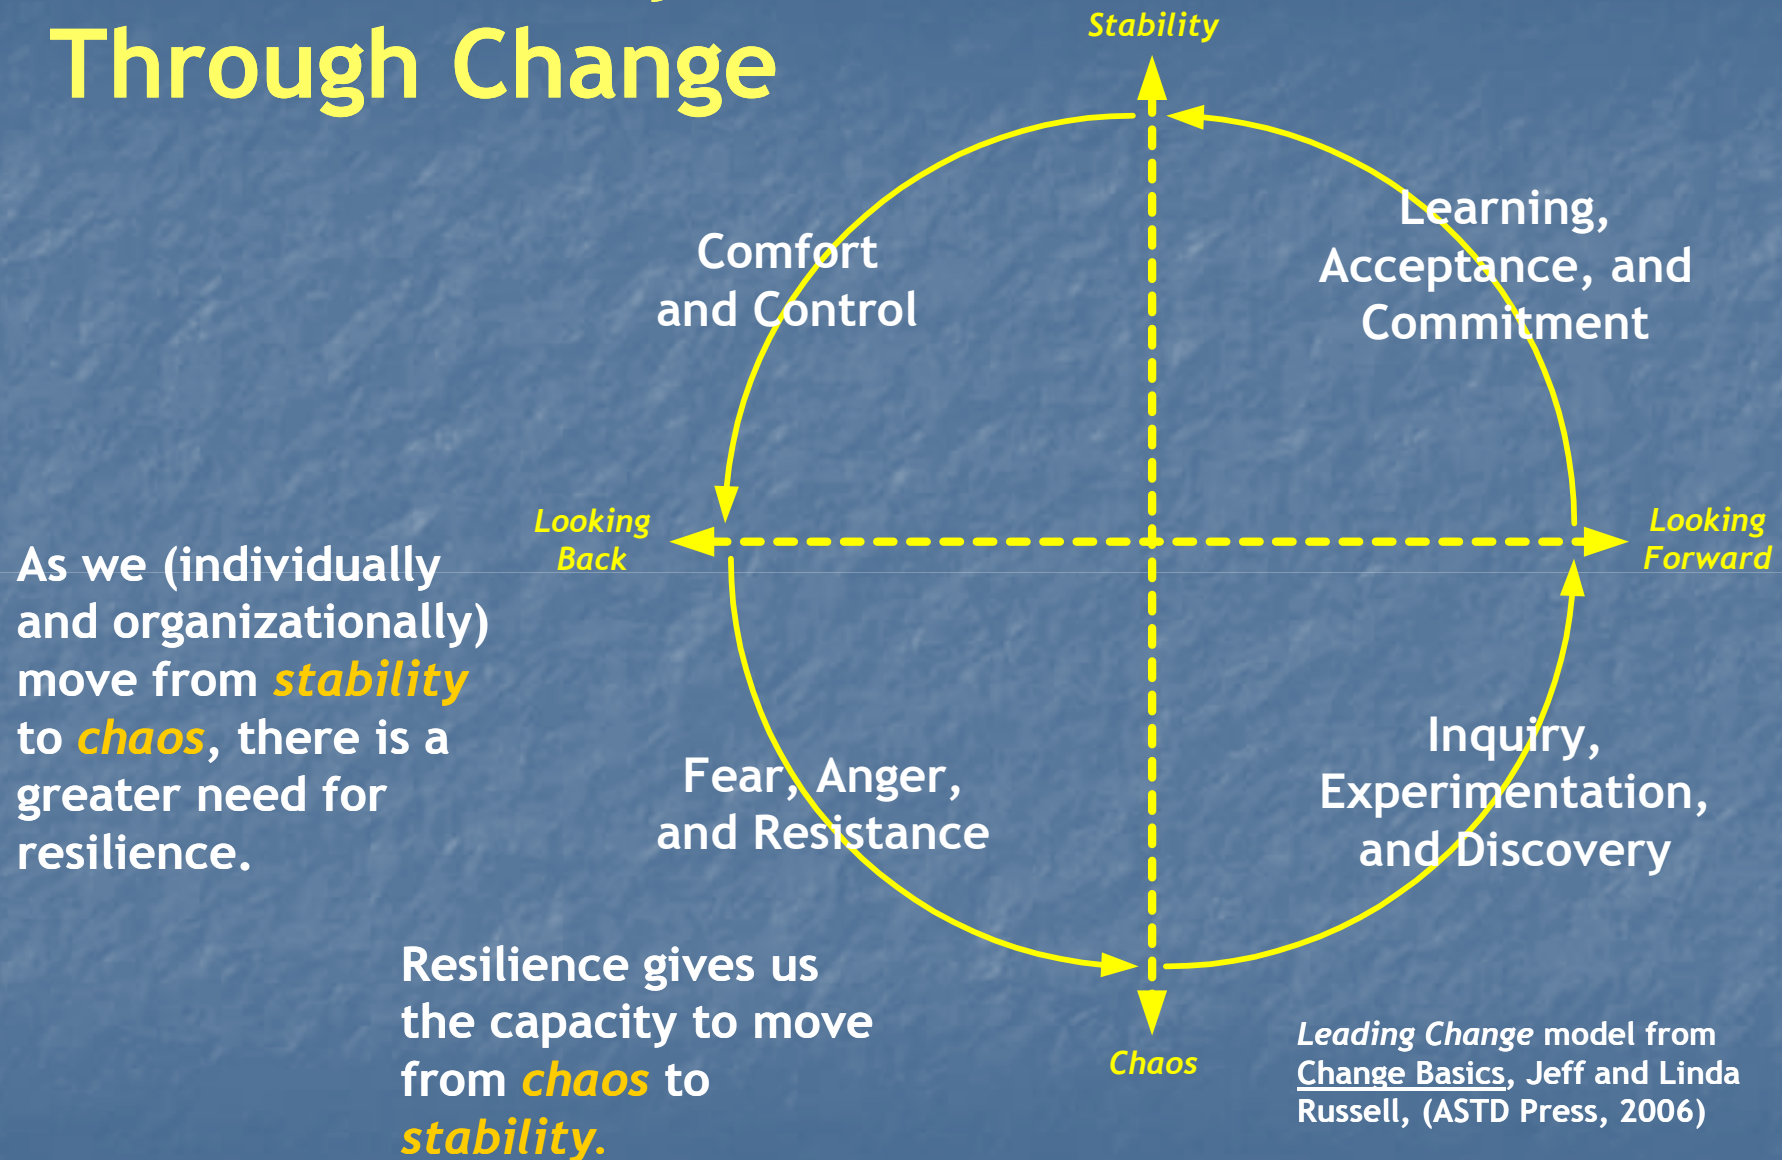 Through Change
Stability
Comfort
and Control
Learning,
Acceptance, and
Commitment
Looking
Back
Looking
Forward
As we (individually
and organizationally)
move from stability
to chaos, there is a
greater need for
resilience.
Fear, Anger,
and Resistance
Inquiry,
Experimentation,
and Discovery
Resilience gives us
the capacity to move
from chaos to
stability.
Chaos
Leading Change model from
Change Basics, Jeff and Linda
Russell, (ASTD Press, 2006)